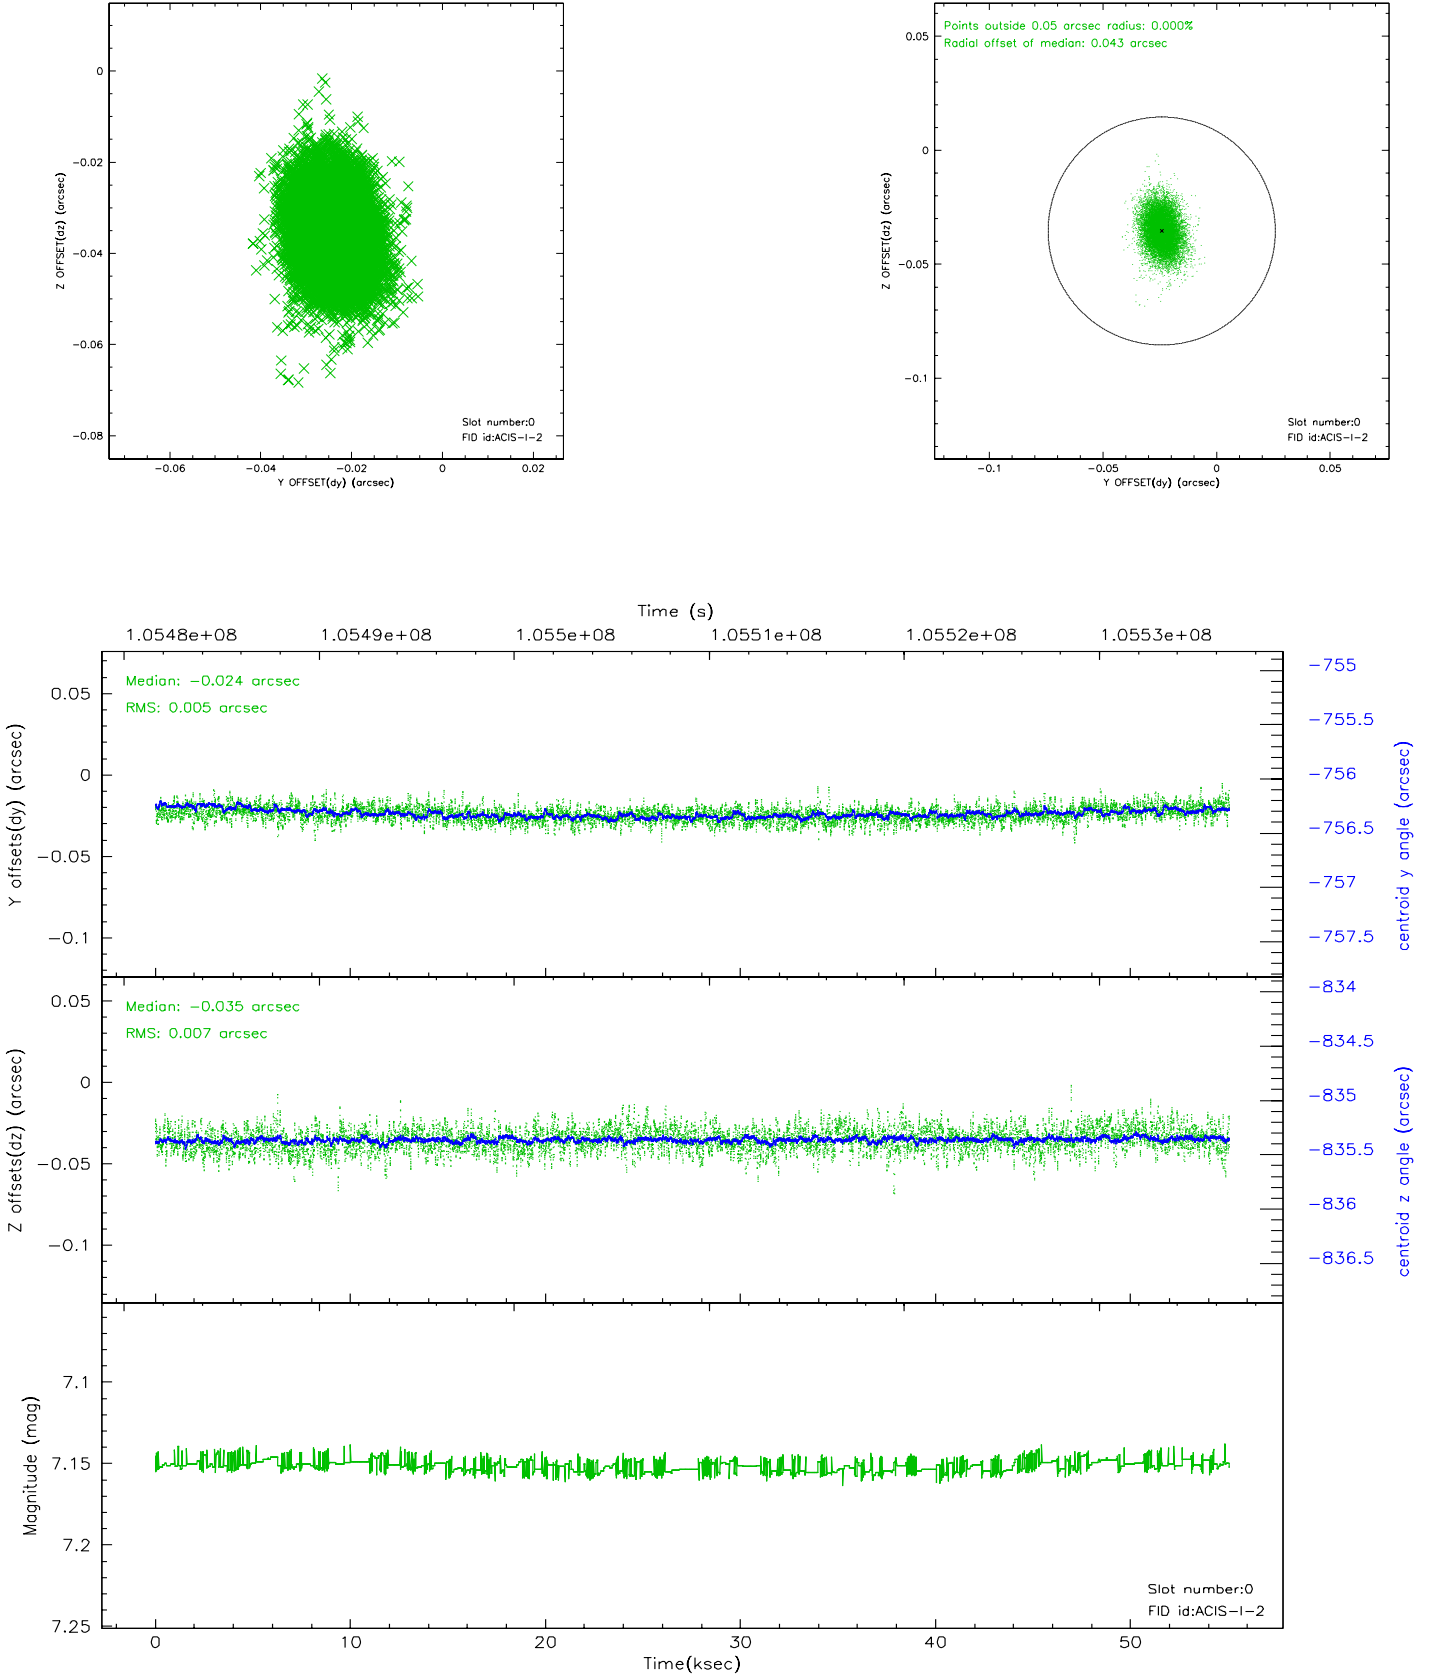 0
-0.02
-0.04
-0.06
-0.08
Z OFFSET(dz) (arcsec)
Slot number:0
FID id:ACIS-I-2
-0.06
-0.04
-0.02
0
0.02
Y OFFSET(dy) (arcsec)
Points outside 0.05 arcsec radius: 0.000%
Radial offset of median: 0.043 arcsec
0.05
0
-0.05
-0.1
Z OFFSET(dz) (arcsec)
Slot number:0
FID id:ACIS-I-2
-0.1
-0.05
0
0.05
Y OFFSET(dy) (arcsec)
Time (s)
1.0548e+08
1.0549e+08
1.055e+08
1.0551e+08
1.0552e+08
1.0553e+08
Median: -0.024 arcsec
RMS: 0.005 arcsec
0.05
0
-0.05
-0.1
Y offsets(dy) (arcsec)
-755
-755.5
-756
-756.5
-757
-757.5
centroid y angle (arcsec)
Median: -0.035 arcsec
RMS: 0.007 arcsec
0.05
0
-0.05
-0.1
Z offsets(dz) (arcsec)
-834
-834.5
-835
-835.5
-836
-836.5
centroid z angle (arcsec)
7.1
7.15
7.2
7.25
Magnitude (mag)
Slot number:0
FID id:ACIS-I-2
0
10
20
30
40
50
Time(ksec)